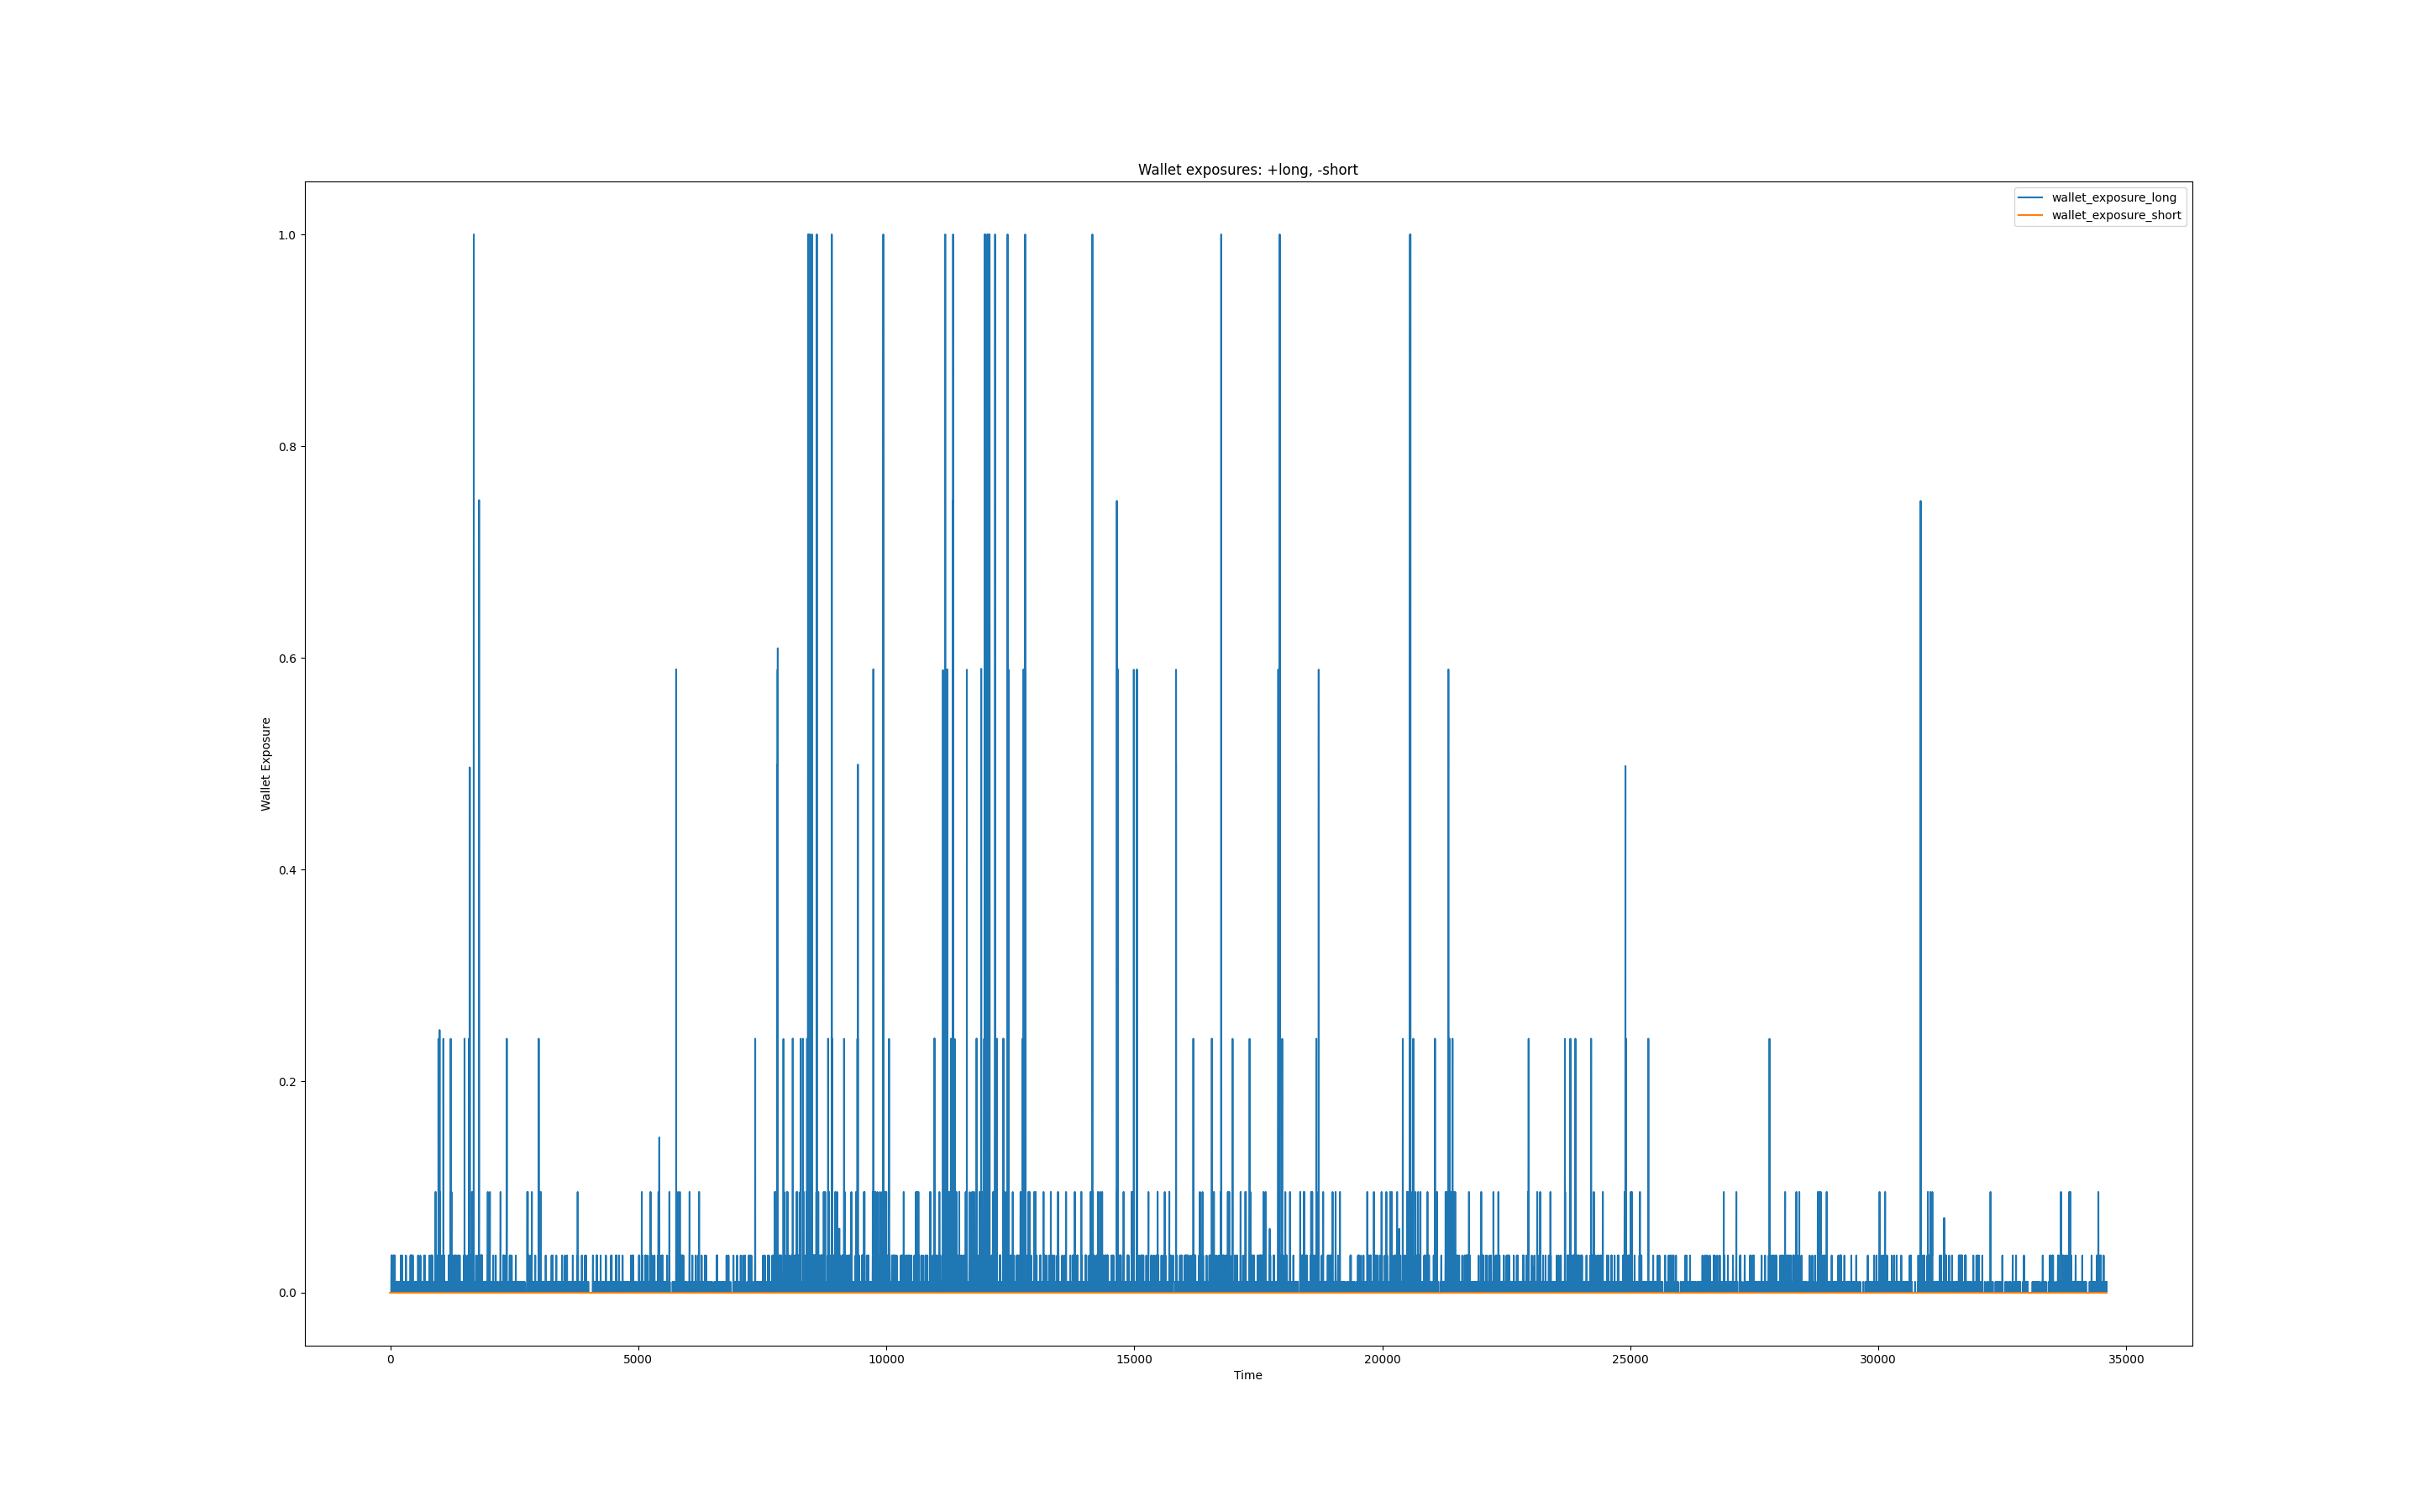 Wallet exposures: +long, -short
wallet_exposure_long
wallet_exposure_short
1.0
0.8
0.6
0.4
0.2
0.0
Wallet Exposure
0 5000 10000 15000 20000 25000 30000 35000
Time